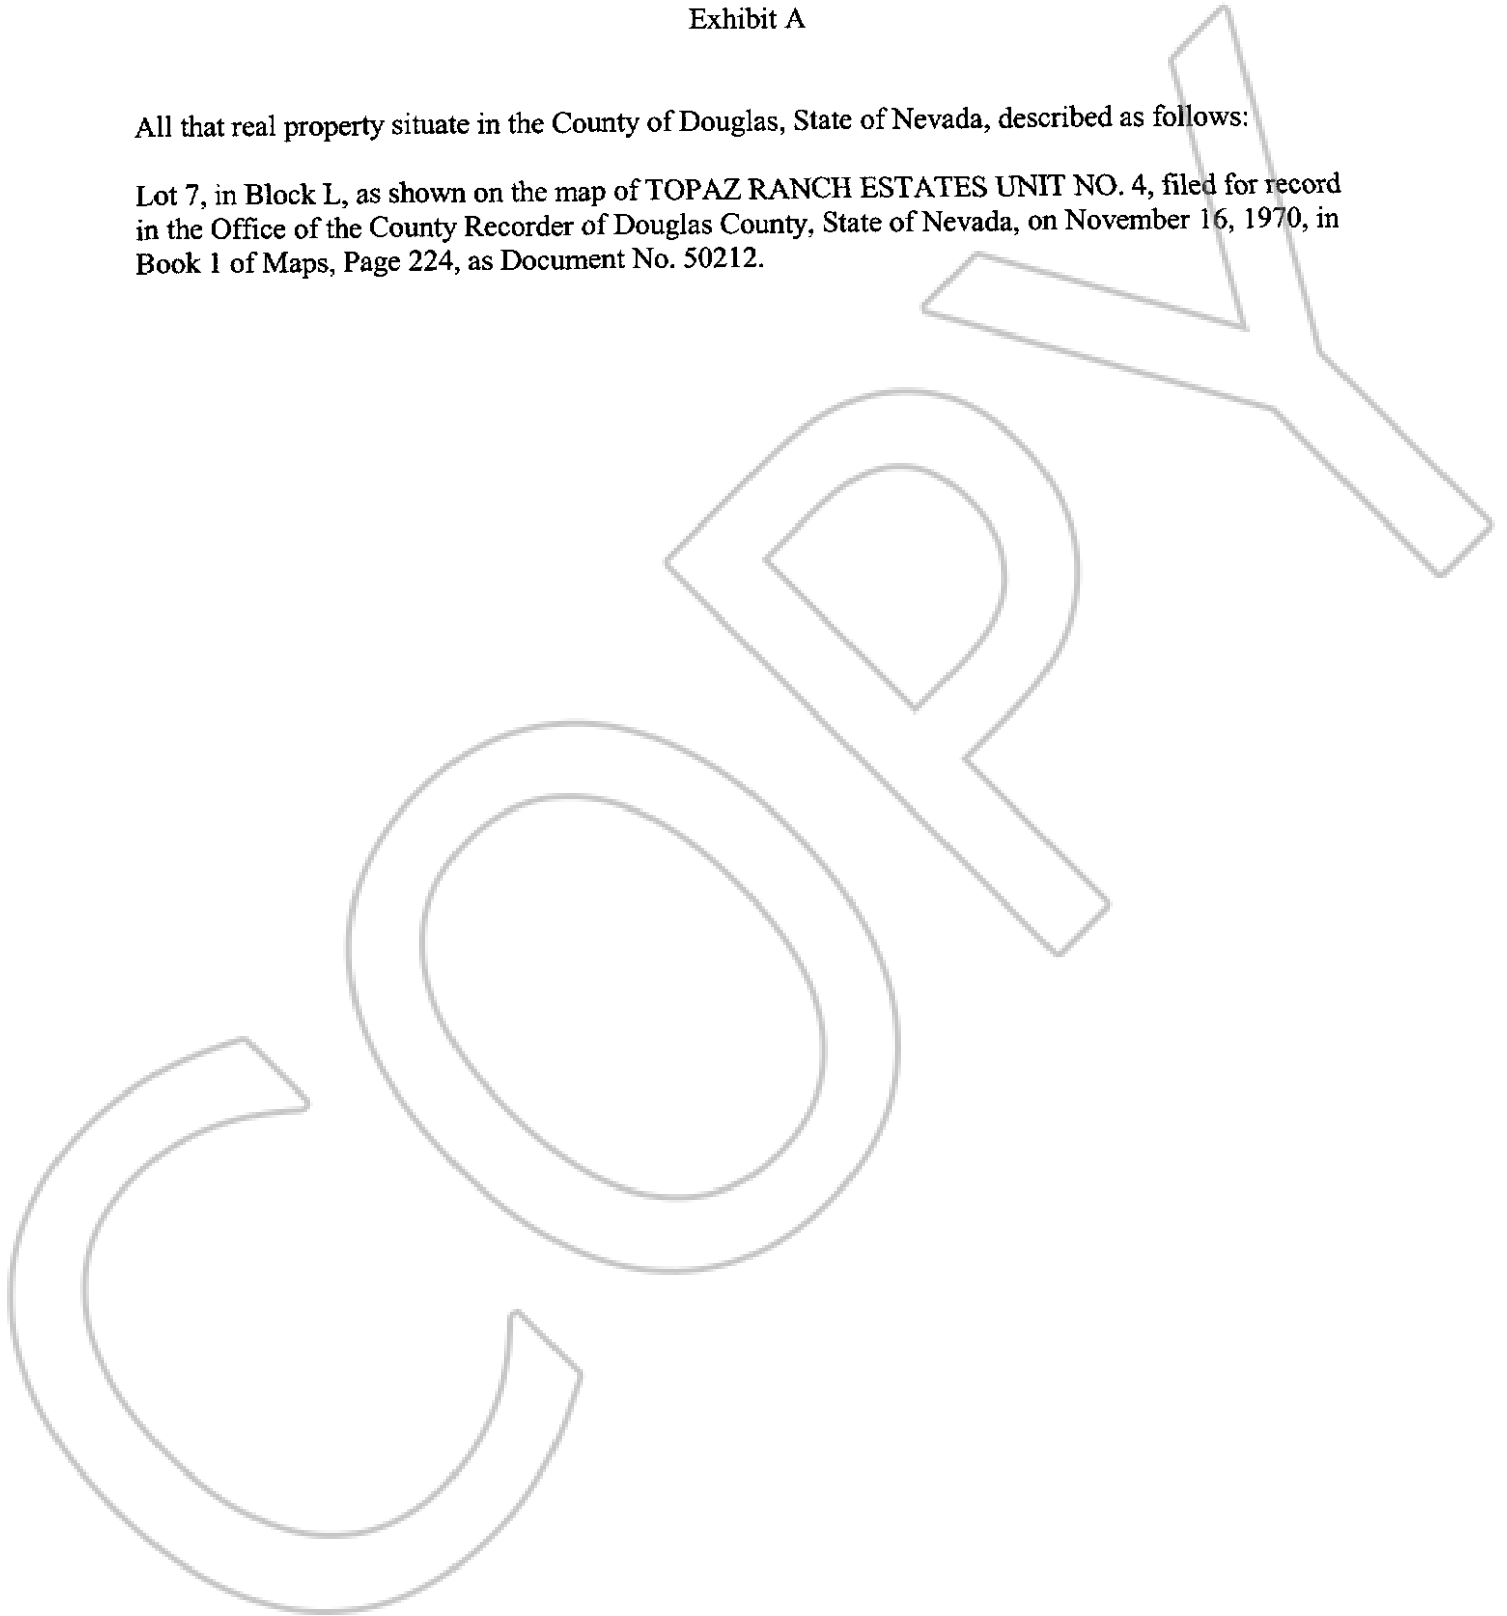 Exhibit A
All that real property situate in the County of Douglas, State of Nevada, described as follows:
Lot 7, in Block L, as shown on the map of TOPAZ RANCH ESTATES UNIT NO. 4, filed for record
in the Office of the County Recorder of Douglas County, State of Nevada, on November 16, 1970, in
Book 1 of Maps, Page 224, as Document No. 50212.
COPY